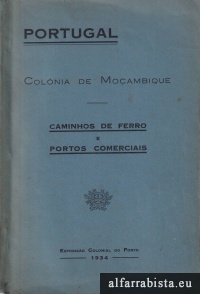 PORTUGAL
COLÓNIA DE MOÇAMBIQUE
CAMINHOS DE FERRO
E
PORTOS COMERCIAIS
EXPOSIÇÃO COLONIAL DO PORTO
1934
alfarrabista.eu